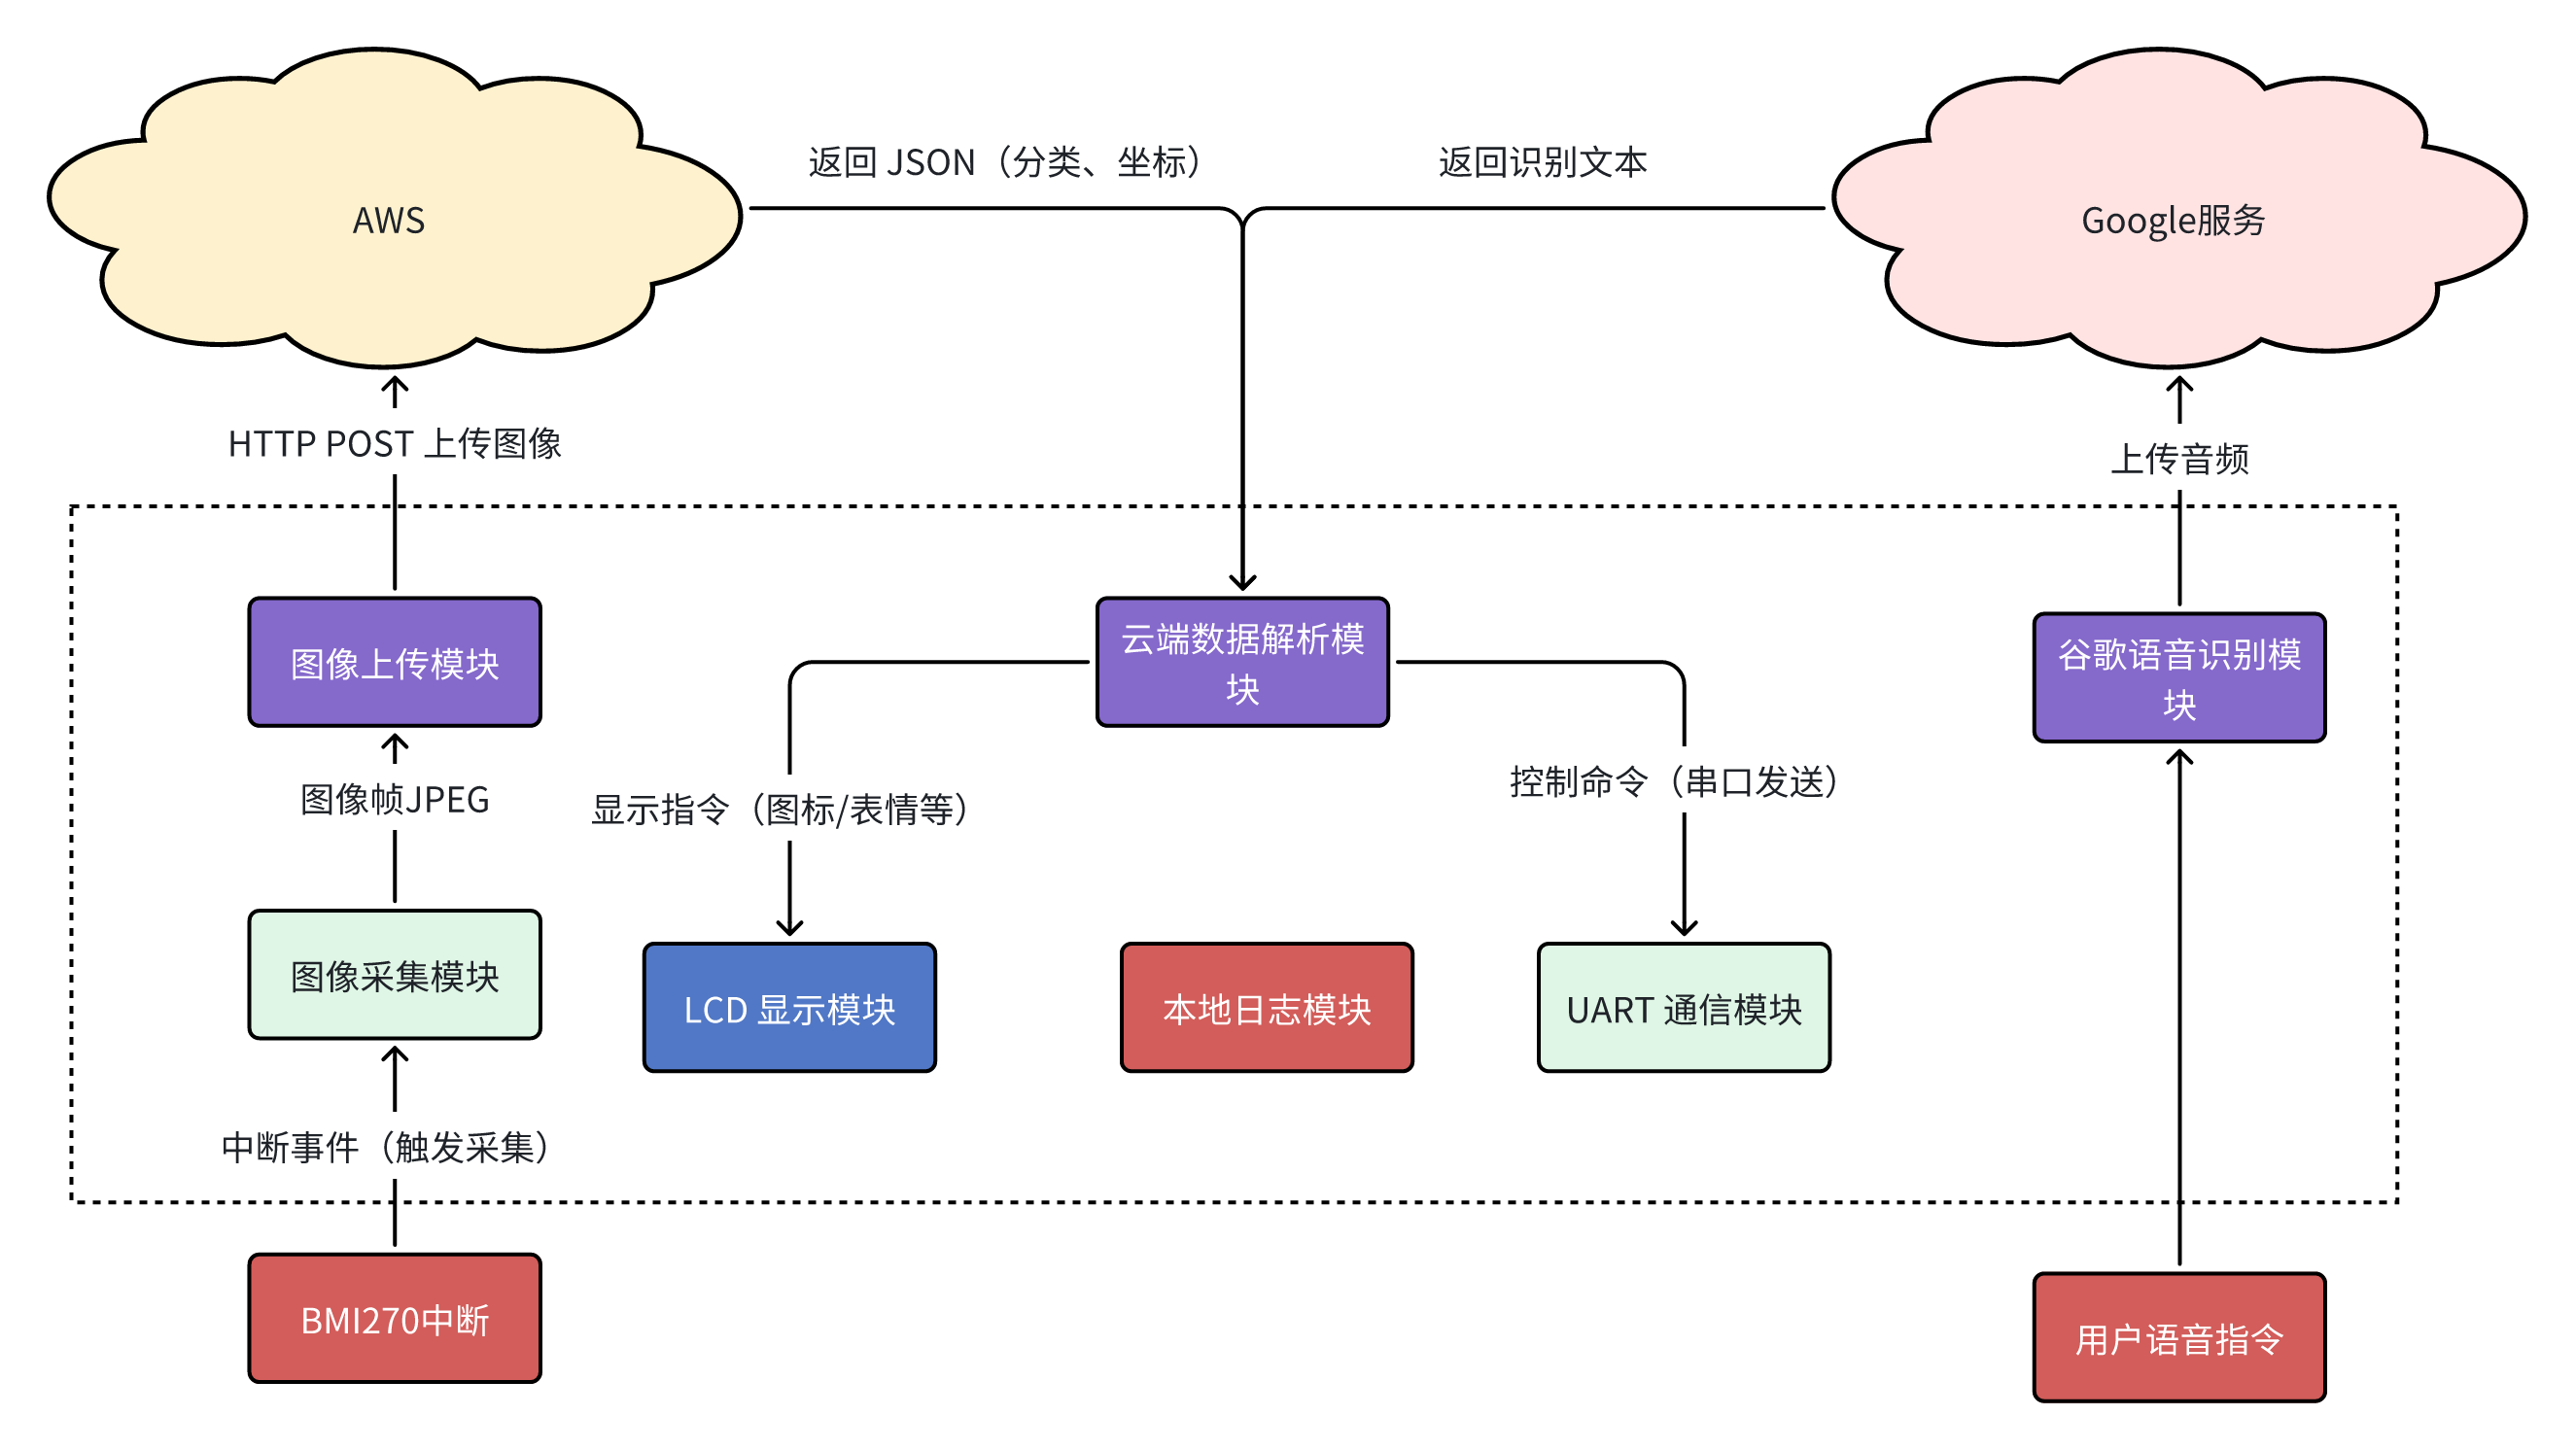 返回 JSON（分类、坐标）
返回识别文本
AWS
Google服务
HTTP POST 上传图像
上传音频
图像上传模块
云端数据解析模
块
谷歌语音识别模
块
图像帧JPEG
显示指令（图标/表情等）
控制命令（串口发送）
图像采集模块
LCD 显示模块
本地日志模块
UART 通信模块
中断事件（触发采集）
BMI270中断
用户语音指令